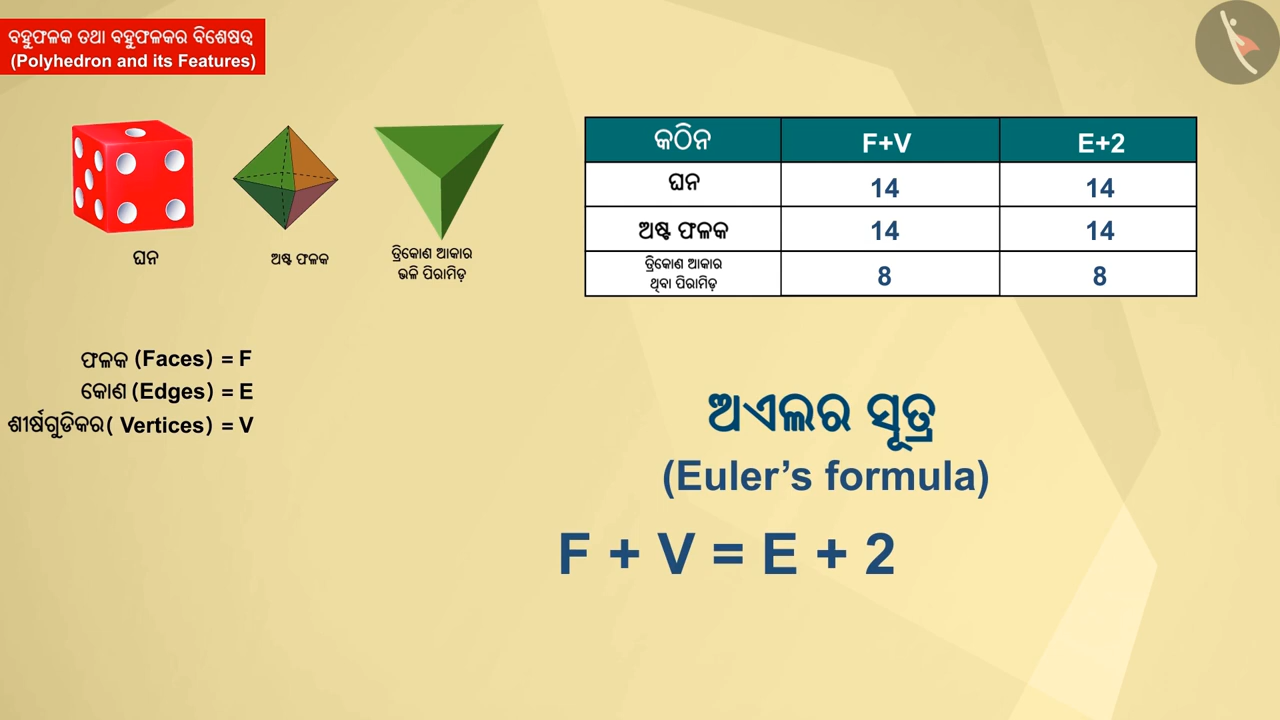 ବହୁଫଳକ ତଥା ବହୁଫଳକର ବିଶେଷତ୍ୱ
(Polyhedron and its Features)
ଘନ
ଅଷ୍ଟ ଫଳକ
ତ୍ରିକୋଣ ଆକାର
ଭଳି ପିରାମିଡ଼
କଠିନ F+V E+2
ଘନ 14 14
ଅଷ୍ଟ ଫଳକ 14 14
ତ୍ରିକୋଣ ଆକାର
ଥିବା ପିରାମିଡ଼ 8 8
ଫଳକ (Faces) = F
କୋଣ (Edges) = E
ଶୀର୍ଷଗୁଡିକର( Vertices) = V
ଅଏଲର ସୂତ୍ର
(Euler’s formula)
F + V = E + 2